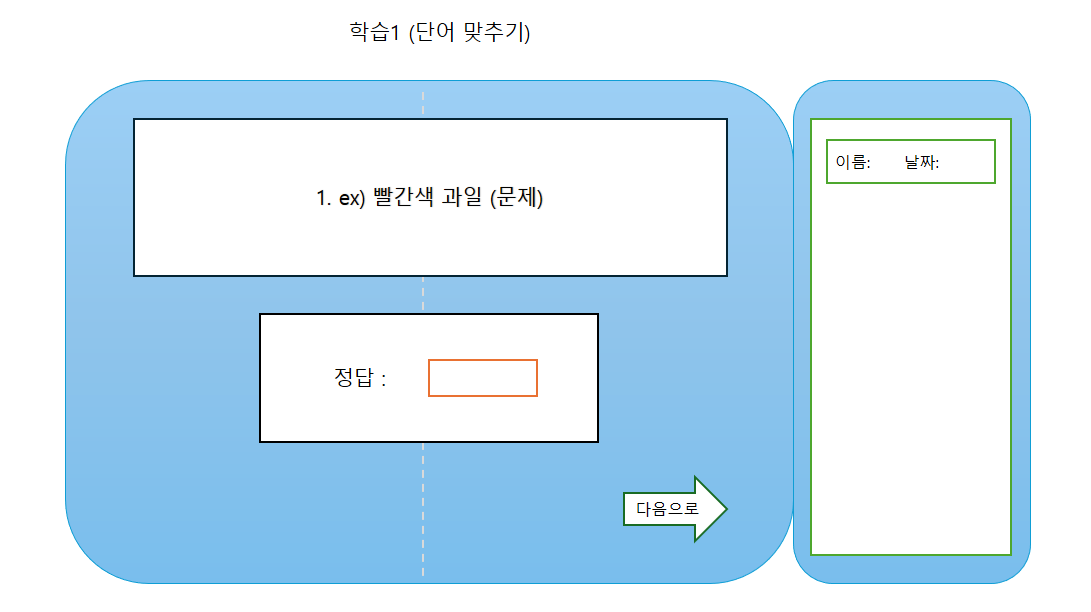 학습1 (단어 맞추기)
1. ex) 빨간색 과일 (문제)
정답 :
다음으로
이름: 날짜: